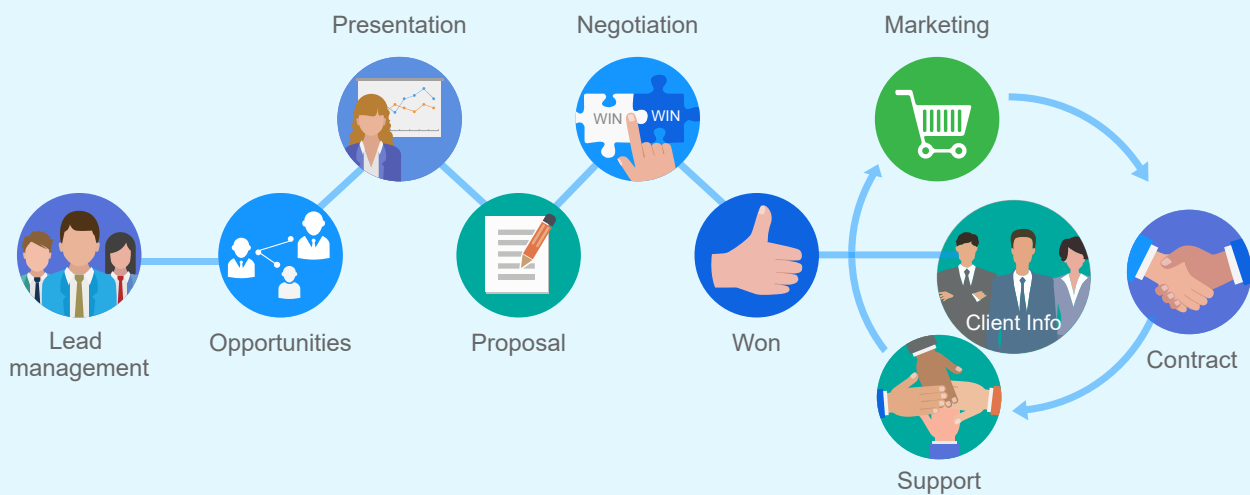 Presentation
Negotiation
Marketing
WIN
WIN
Client Info
Lead
management
Opportunities
Proposal
Won
Contract
Support